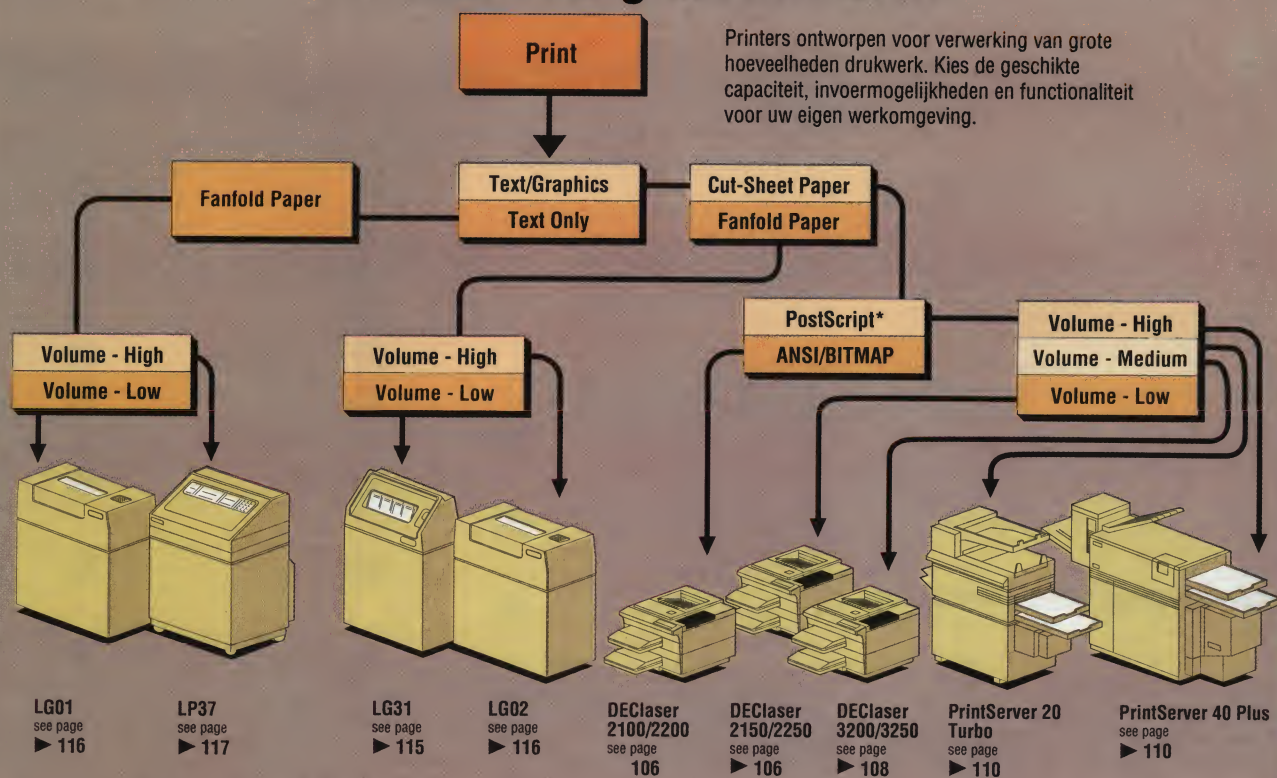 Print
Printers ontworpen voor verwerking van grote
hoeveelheden drukwerk. Kies de geschikte
capaciteit, invoermogelijkheden en functionaliteit
voor uw eigen werkomgeving.
Fanfold Paper
Text/Graphics
Text Only
Cut-Sheet Paper
Fanfold Paper
PostScript*
ANSI/BITMAP
Volume - High
Volume - Low
Volume - High
Volume - Low
Volume - High
Volume - Medium
Volume - Low
LG01
see page
▶ 116
LP37
see page
▶ 117
LG31
see page
▶ 115
LG02
see page
▶ 116
DEClaser
2100/2200
see page
106
DEClaser
2150/2250
see page
▶ 106
DEClaser
3200/3250
see page
▶ 108
PrintServer 20
Turbo
see page
▶ 110
PrintServer 40 Plus
see page
▶ 110